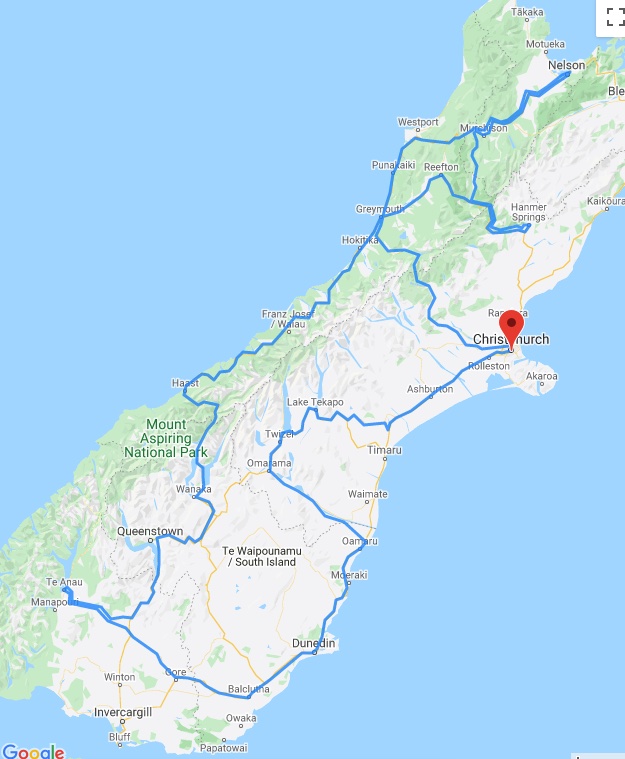 Tākaka
Motueka
Nelson
Ble
Westport
Murchison
Punakaiki
Reefton
Greymouth
Hanmer
Springs
Kaikōura
Hokitika
Franz Josef
/ Waiau
Christchurch
Rolleston
Akaroa
Haast
Ashburton
Lake Tekapo
Mount
Aspiring
National Park
Twizel
Timaru
Omarama
Wanaka
Waimate
Queenstown
Oamaru
Te Waipounamu
/ South Island
Te Anau
Moeraki
Manapouri
Dunedin
Winton
Gore
Balclutha
Invercargill
Owaka
Bluff
Papatowai
Google